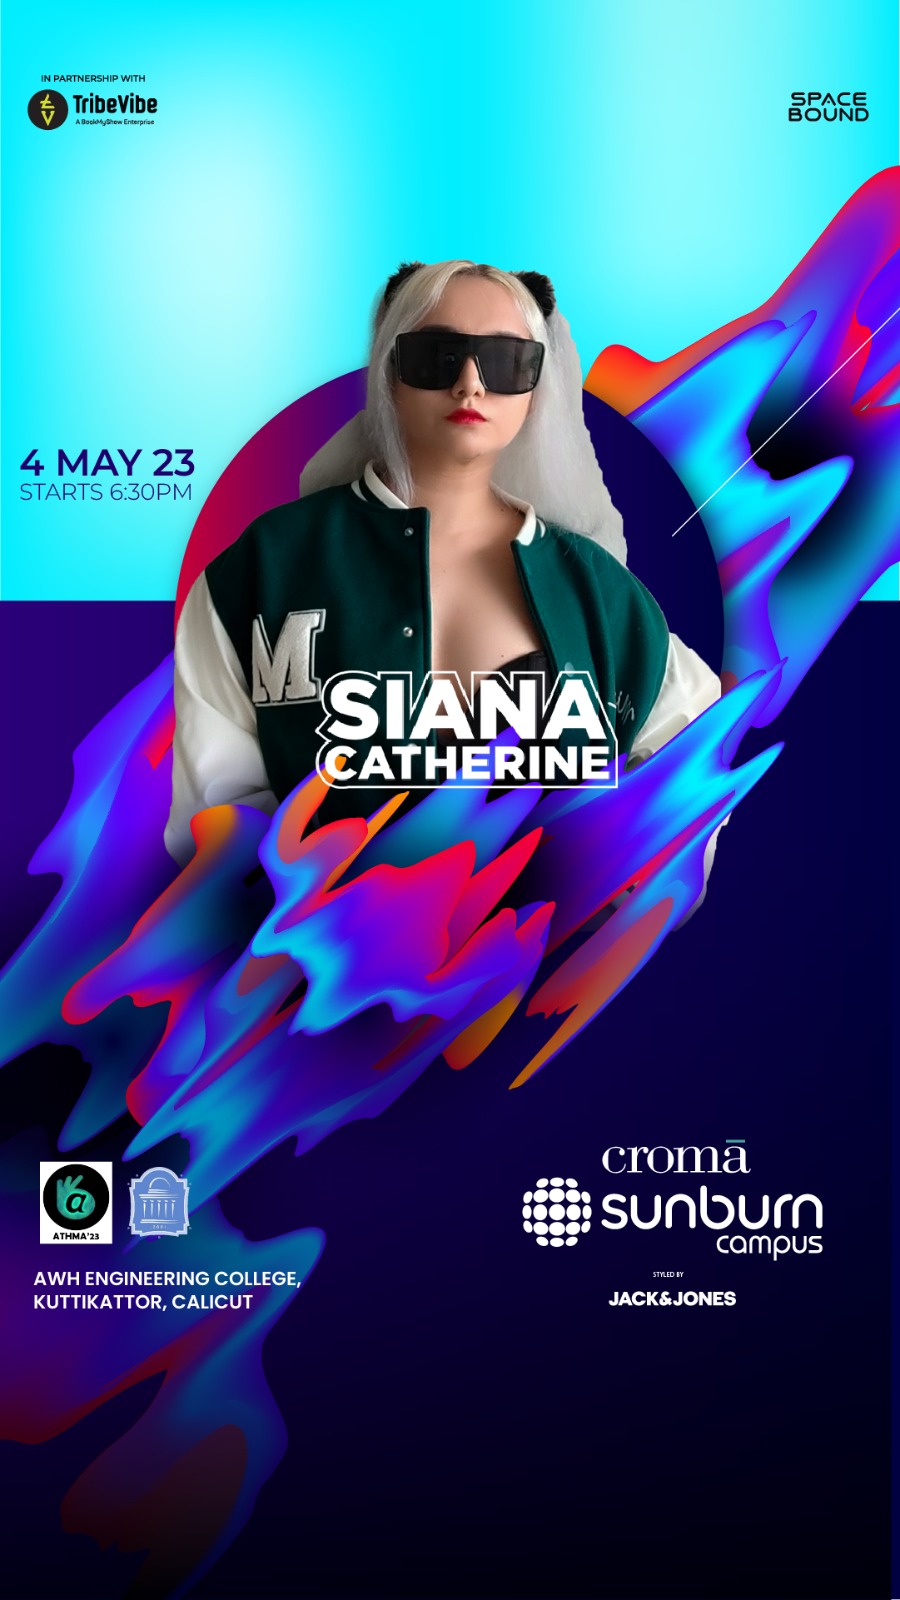 IN PARTNERSHIP WITH
TribeVibe
A BookMyShow Enterprise
SPACE
BOUND
4 MAY 23
STARTS 6:30PM
M
SIANA
CATHERINE
cromā
sunburn
campus
STYLED BY
JACK&JONES
a
ATHMA'23
AWH ENGINEERING COLLEGE,
KUTTIKATTOR, CALICUT